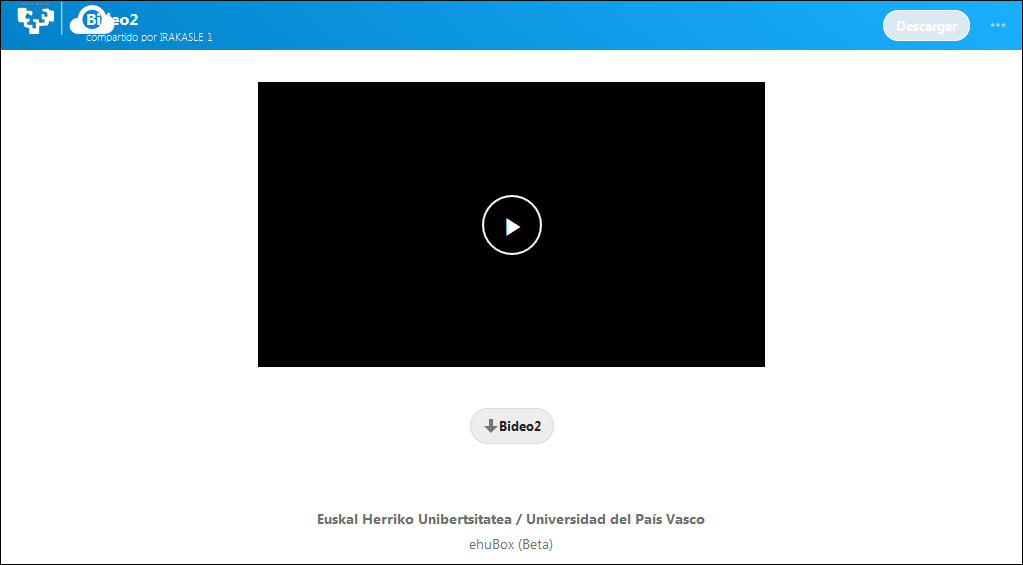 Bideo2
compartido por IRAKASLE 1
Descargar
Bideo2
Euskal Herriko Unibertsitatea / Universidad del País Vasco
ehuBox (Beta)